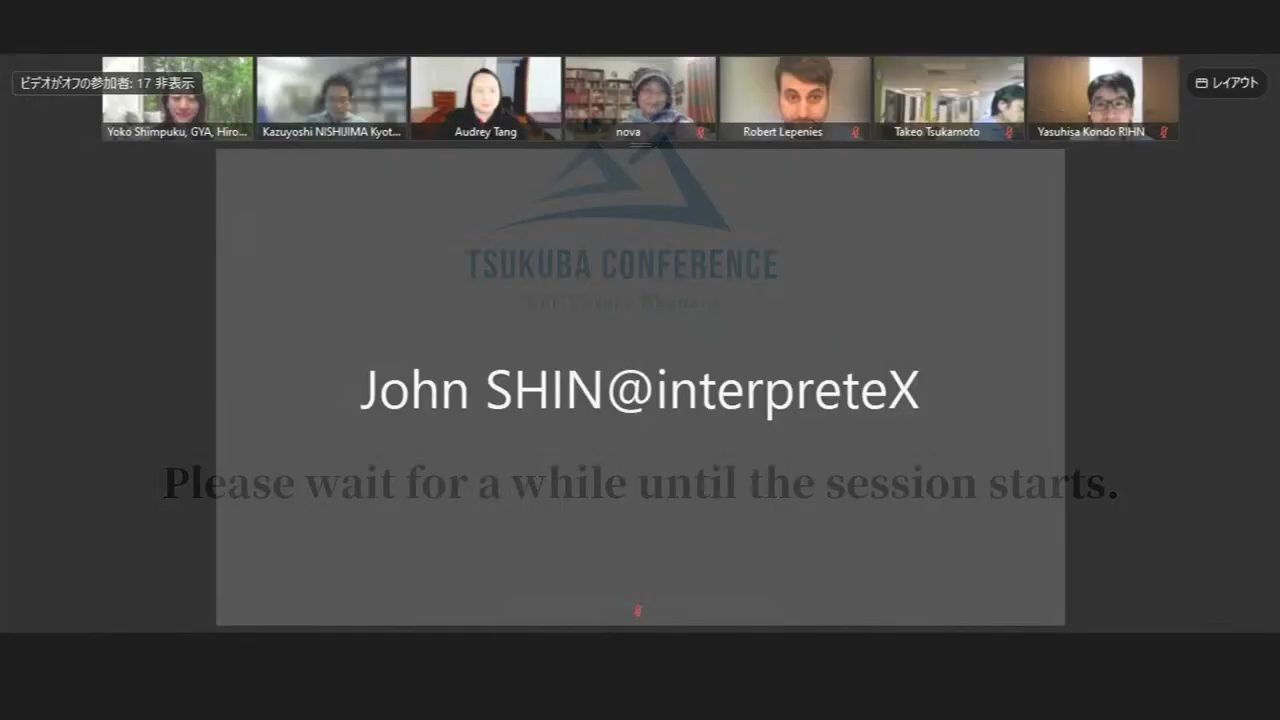 ビデオがオフの参加者: 17 非表示
レイアウト
Yoko Shimpuku, GYA, Hiro...
Kazuyoshi NISHIJIMA Kyot...
Audrey Tang
nova
Robert Lepenies
Takeo Tsukamoto
Yasuhisa Kondo RIHN
TSUKUBA CONFERENCE
John SHIN@interpreteX
Please wait for a while until the session starts.